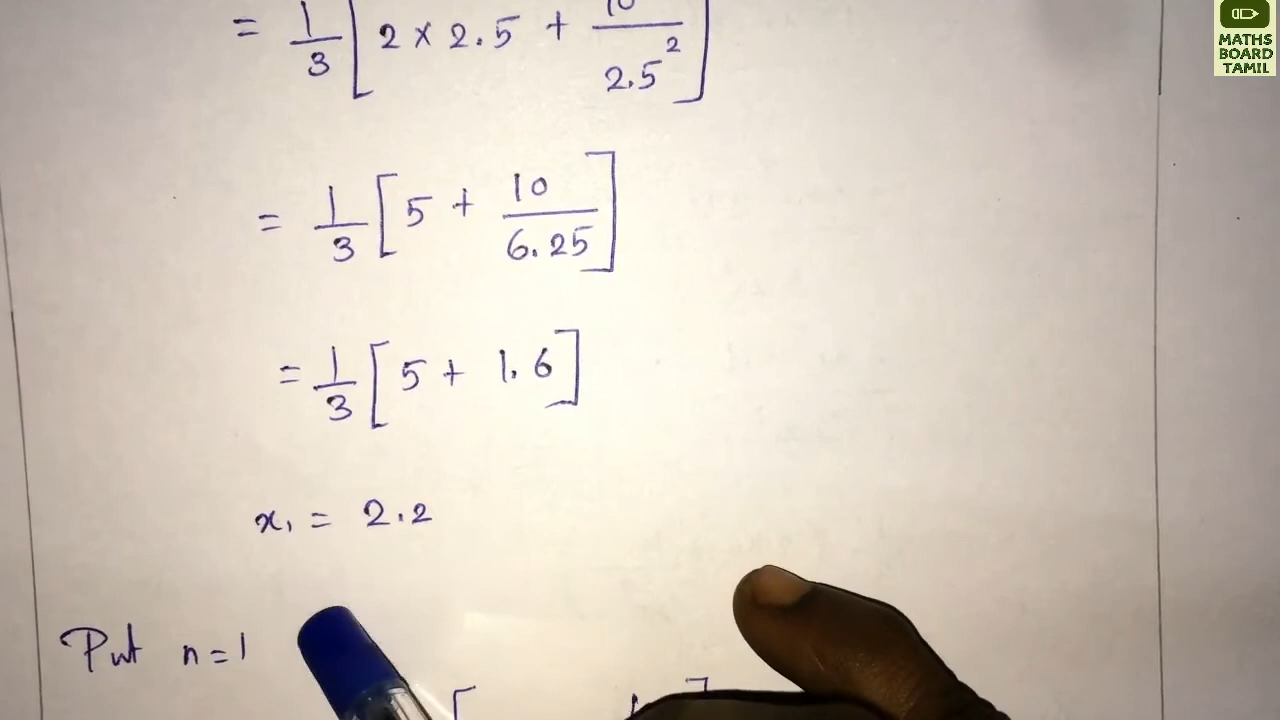 = 1/3 [ 2 × 2.5 + 10/2.5² ]
= 1/3 [ 5 + 10/6.25 ]
= 1/3 [ 5 + 1.6 ]
x₁ = 2.2
Put n=1
MATHS
BOARD
TAMIL